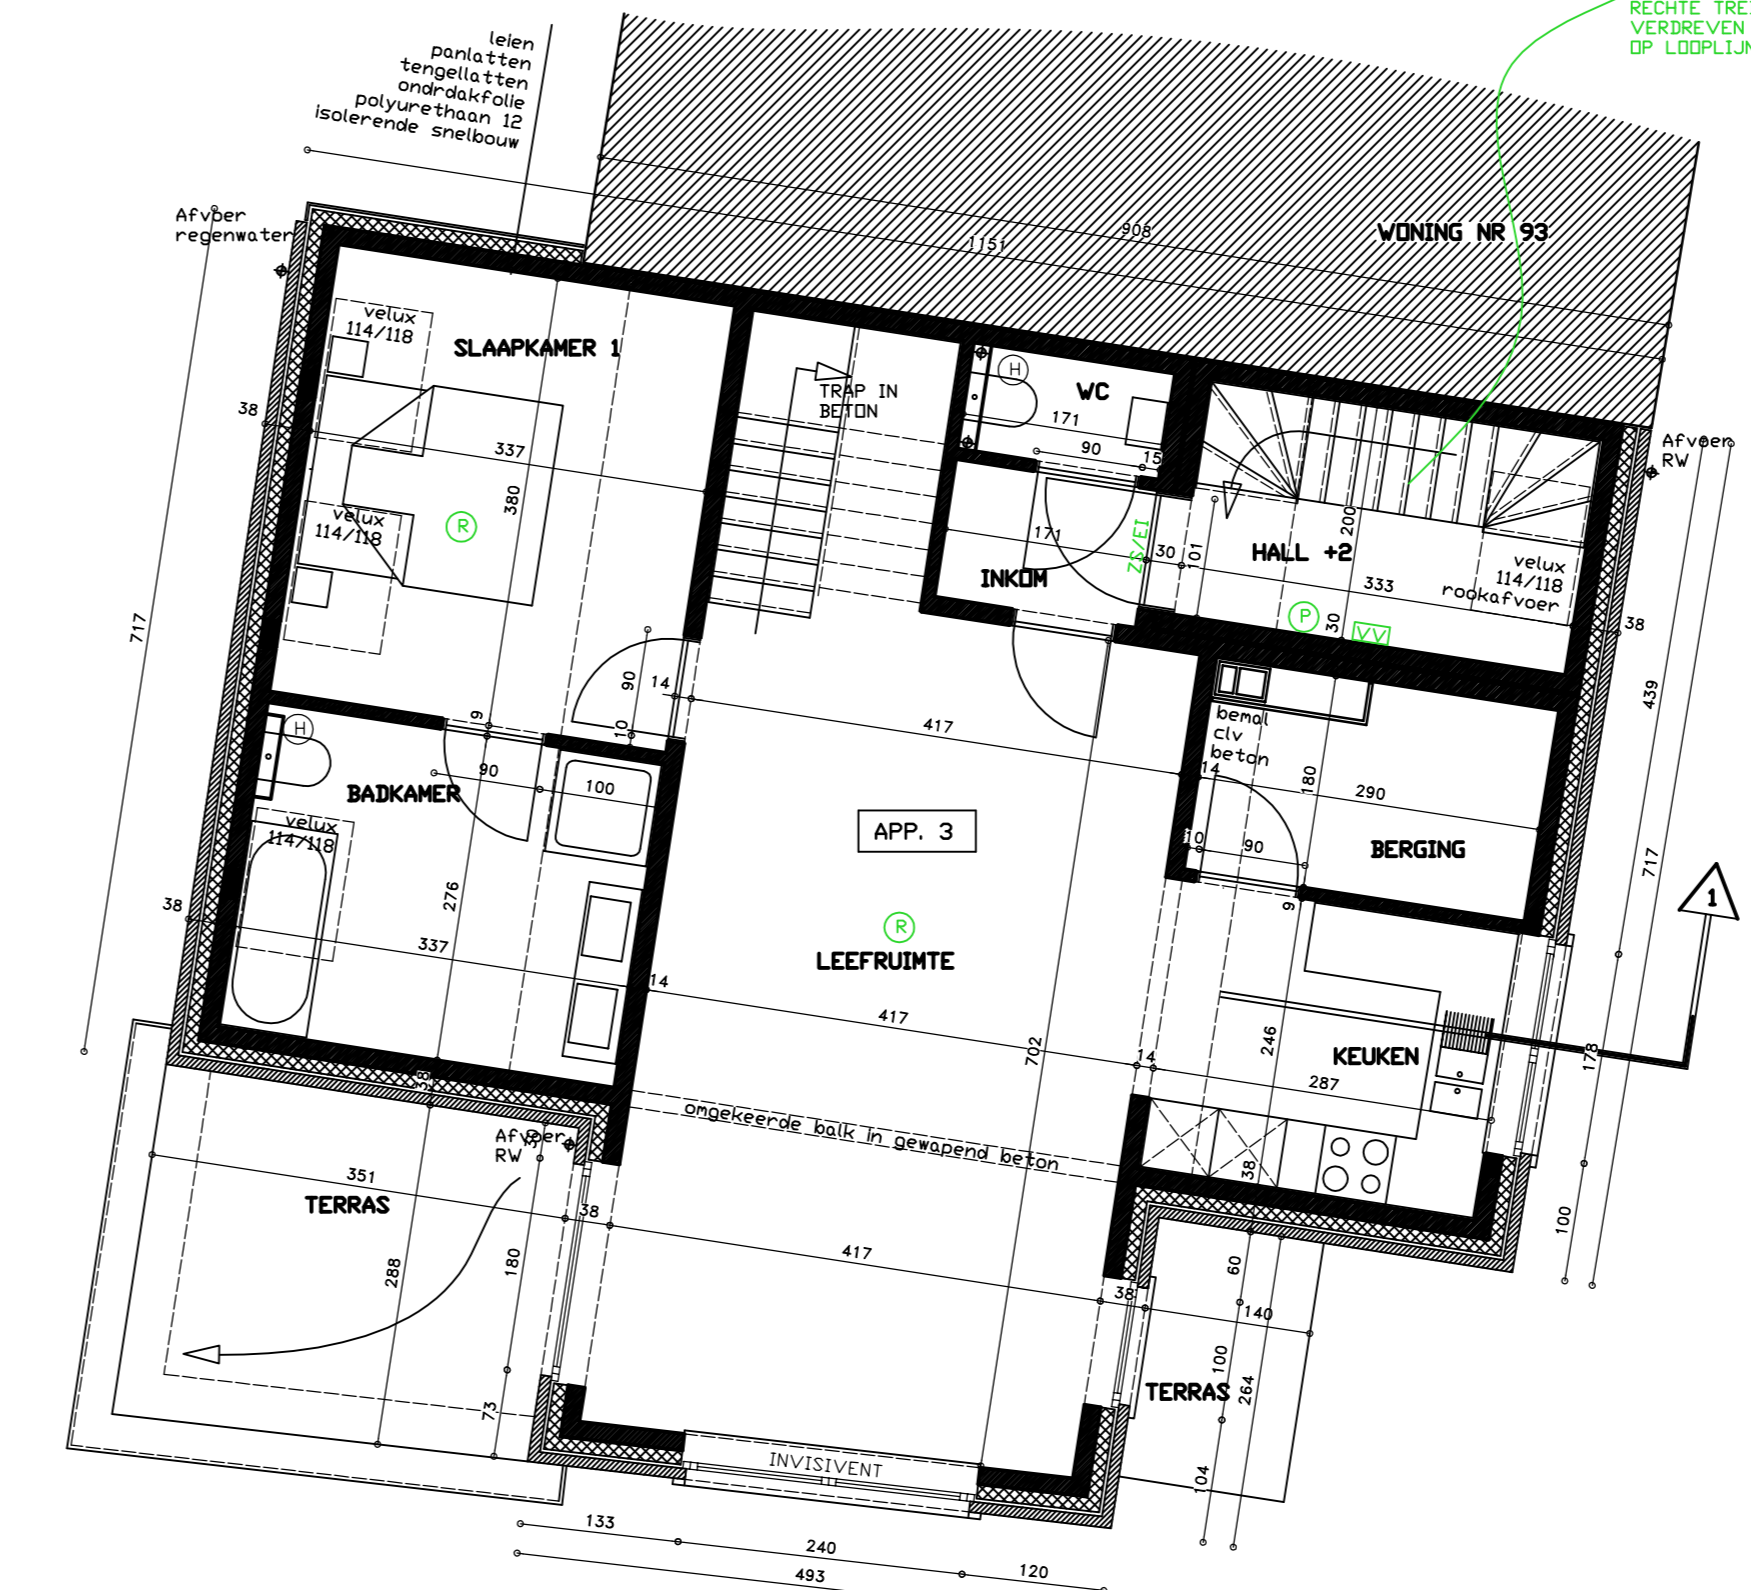 RECHTE
VERDREVEN
OP LOOPLIJN
leien
panlatten
tengellatten
ondrdakfolie
polyurethaan 12
isolerende snelbouw
Afvoer
regenwater
WONING NR 93
908
1151
velux
114/118
SLAAPKAMER 1
TRAP IN
BETON
H
WC
171
90
15
Afvoer
RW
38
337
380
velux
114/118
R
171
ZS/EI
30
101
200
HALL +2
INKOM
velux
114/118
rookafvoer
333
P
30
VV
38
717
439
90
14
10
9
417
H
90
100
BADKAMER
velux
114/118
bemal
clv
beton
14
180
290
APP. 3
10
90
BERGING
9
717
1
38
276
337
14
R
LEEFRUIMTE
417
702
14
246
KEUKEN
287
178
38
omgekeerde balk in gewapend beton
Afvoer
RW
38
351
TERRAS
38
180
288
417
38
60
140
100
100
264
TERRAS
73
104
INVISIVENT
133
240
120
493